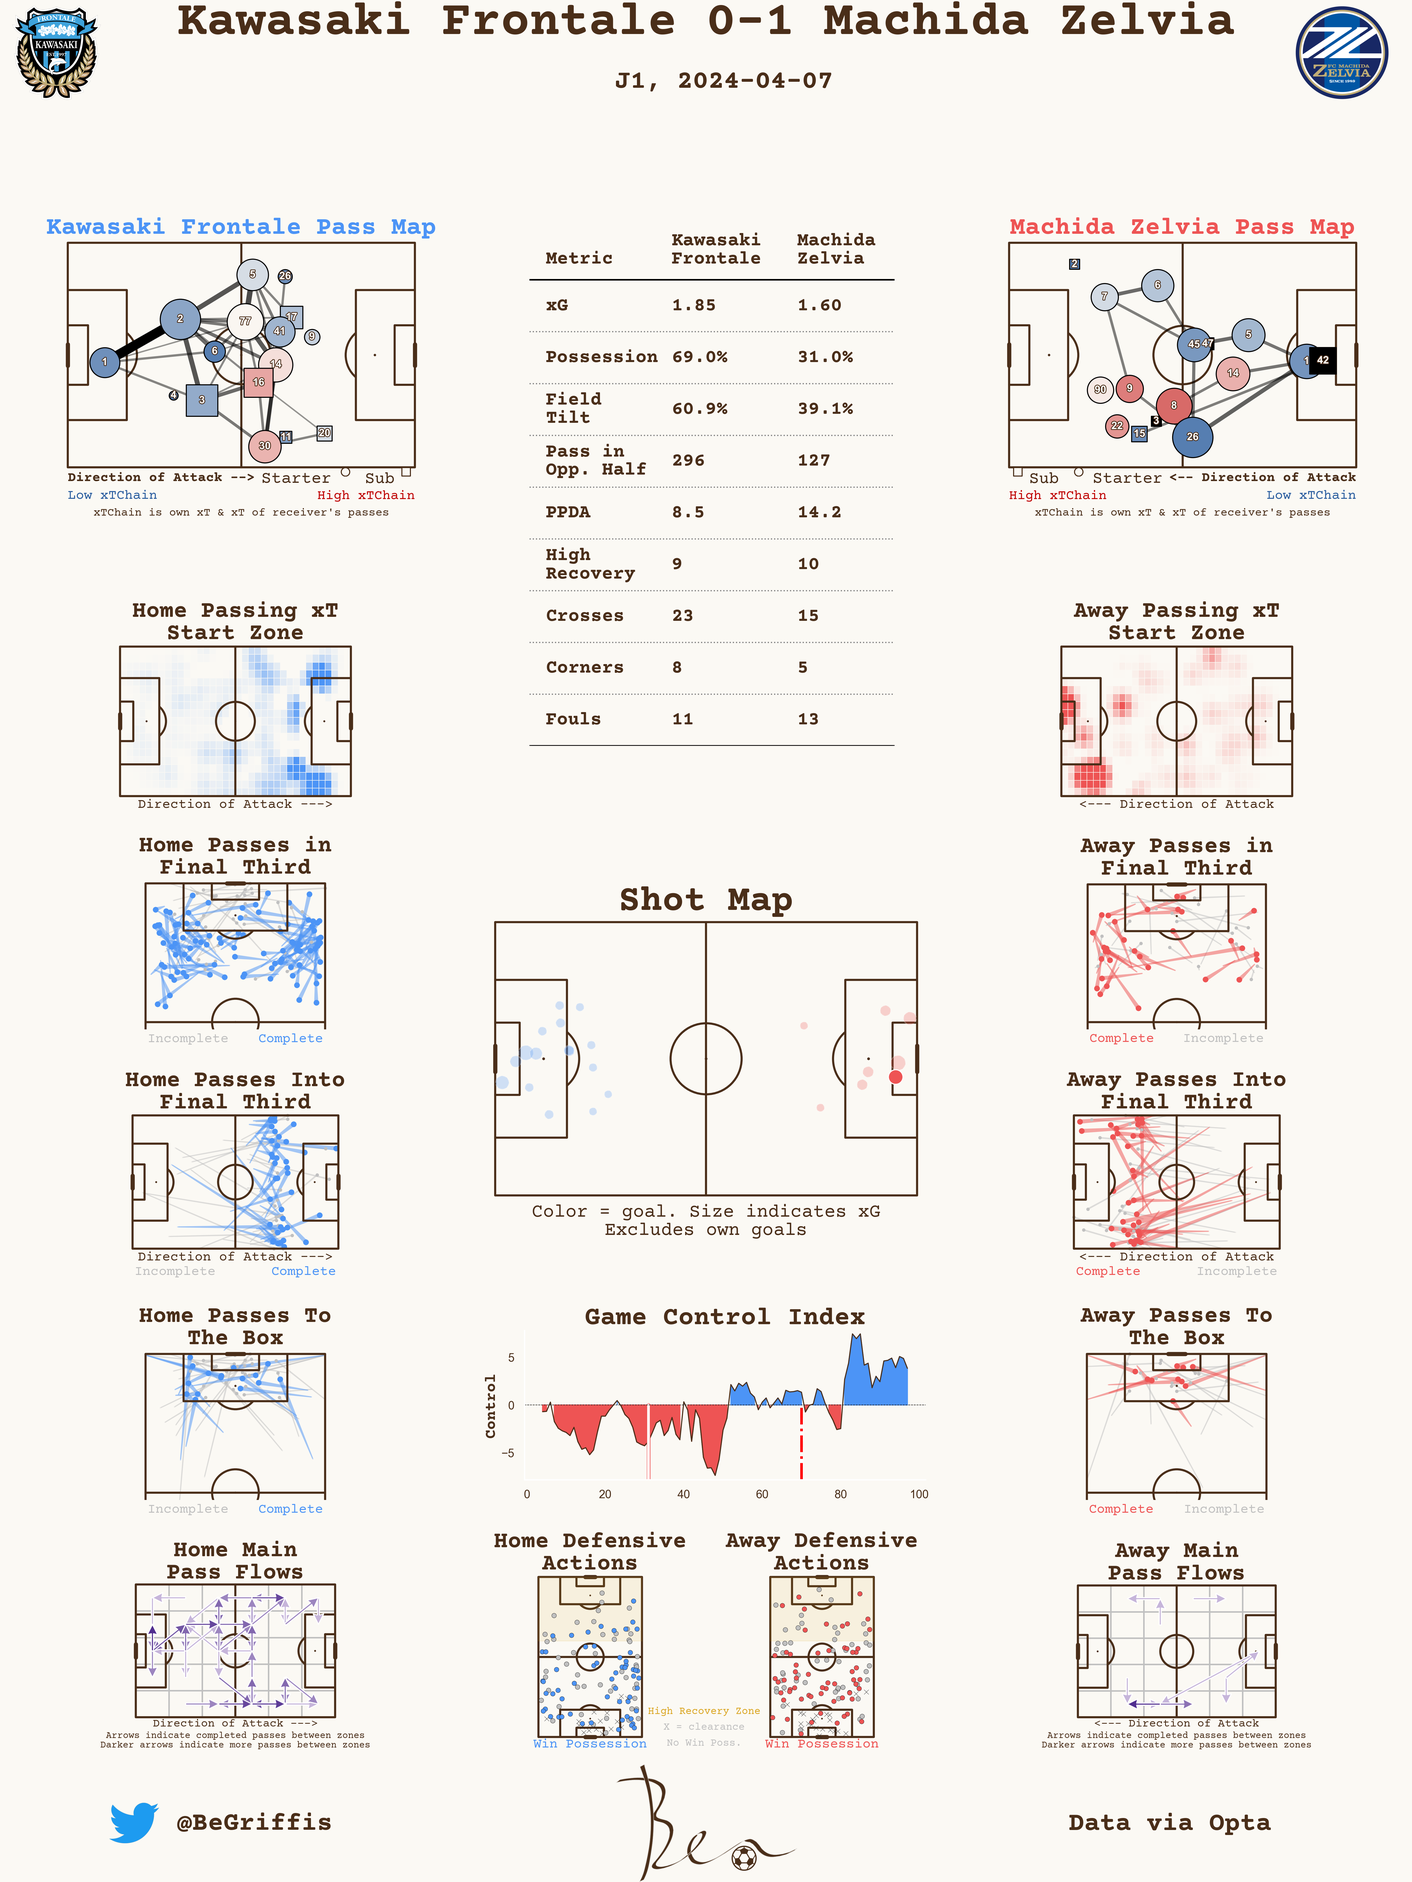 Kawasaki Frontale 0-1 Machida Zelvia
J1, 2024-04-07
FRONTALE
KAWASAKI
FC MACHIDA
ZELVIA
Kawasaki Frontale Pass Map
5
26
2
77
17
41
9
1
6
14
16
4
3
30
11
20
Direction of Attack --> Starter Sub
Low xTChain High xTChain
xTChain is own xT & xT of receiver's passes
Metric Kawasaki Frontale Machida Zelvia
xG 1.85 1.60
Possession 69.0% 31.0%
Field Tilt 60.9% 39.1%
Pass in Opp. Half 296 127
PPDA 8.5 14.2
High Recovery 9 10
Crosses 23 15
Corners 8 5
Fouls 11 13
Machida Zelvia Pass Map
2
7
6
45
47
5
1
42
14
90
9
8
3
22
15
26
Sub Starter <-- Direction of Attack
High xTChain Low xTChain
xTChain is own xT & xT of receiver's passes
Home Passing xT
Start Zone
Direction of Attack --->
Away Passing xT
Start Zone
<--- Direction of Attack
Home Passes in
Final Third
Incomplete Complete
Away Passes in
Final Third
Complete Incomplete
Shot Map
Color = goal. Size indicates xG
Excludes own goals
Home Passes Into
Final Third
Direction of Attack --->
Incomplete Complete
Away Passes Into
Final Third
<--- Direction of Attack
Complete Incomplete
Home Passes To
The Box
Incomplete Complete
Game Control Index
Control
5
0
−5
0 20 40 60 80 100
Away Passes To
The Box
Complete Incomplete
Home Main
Pass Flows
Direction of Attack --->
Arrows indicate completed passes between zones
Darker arrows indicate more passes between zones
Home Defensive
Actions
Win Possession
High Recovery Zone
X = clearance
No Win Poss.
Away Defensive
Actions
Win Possession
Away Main
Pass Flows
<--- Direction of Attack
Arrows indicate completed passes between zones
Darker arrows indicate more passes between zones
@BeGriffis
Ben
Data via Opta